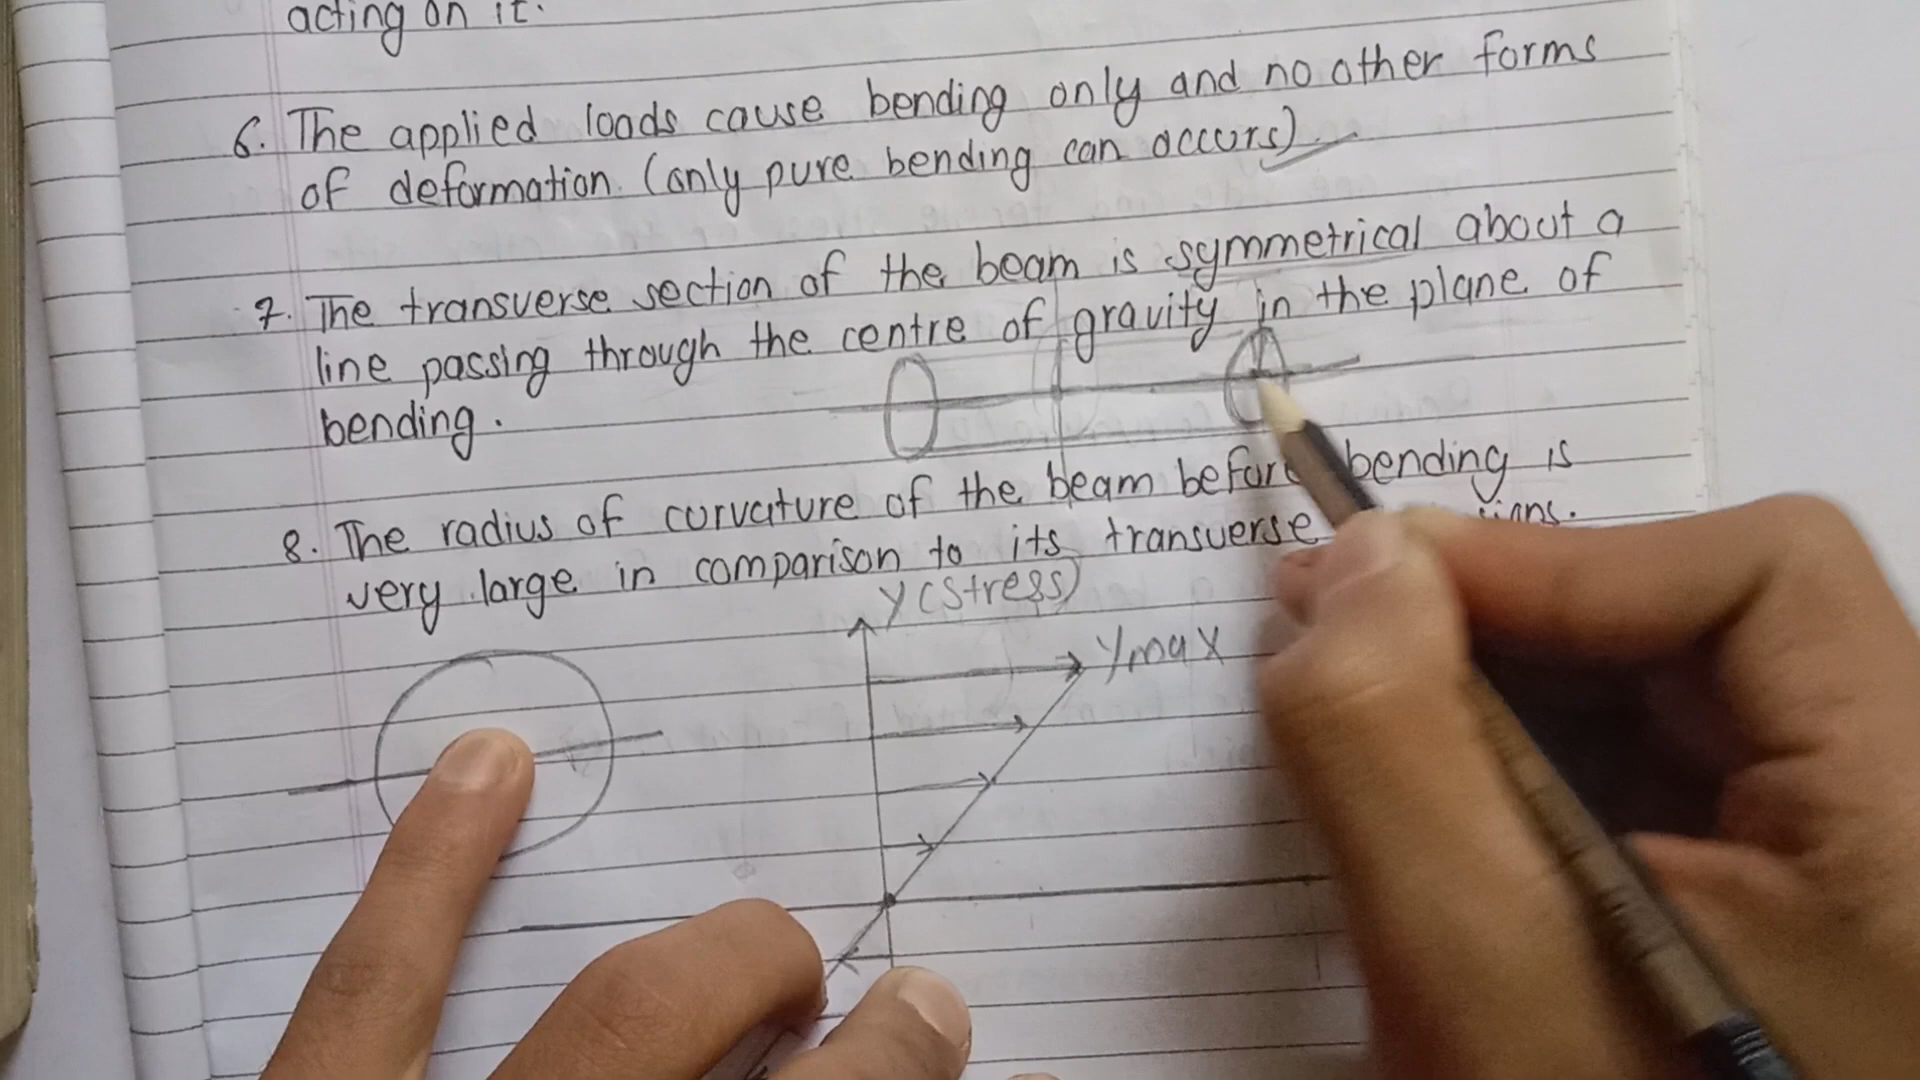 acting on it.
6. The applied loads cause bending only and no other forms
of deformation. (only pure bending can occurs)
7. The transverse section of the beam is symmetrical about a
line passing through the centre of gravity in the plane of
bending.
8. The radius of curvature of the beam before bending is
very large in comparison to its transverse
y (stress)
Ymax